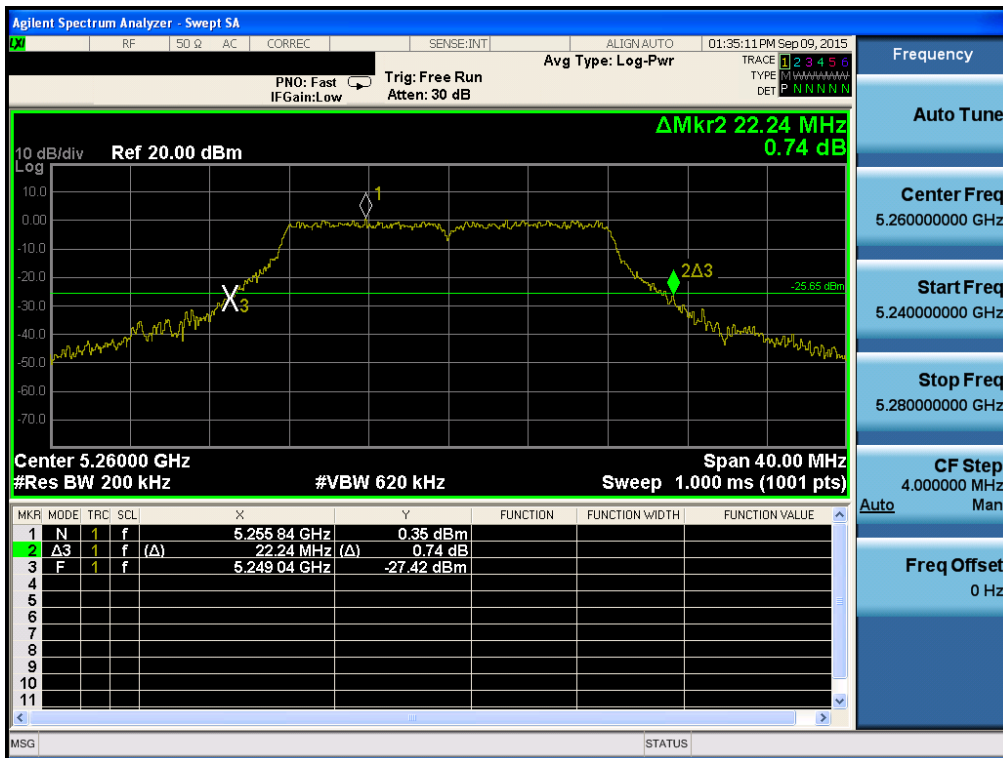 Agilent Spectrum Analyzer - Swept SA
LXI RF 50 Ω AC CORREC SENSE:INT ALIGN AUTO 01:35:11 PM Sep 09, 2015
Frequency
Avg Type: Log-Pwr
TRACE 1 2 3 4 5 6
PNO: Fast Trig: Free Run TYPE M
IFGain:Low Atten: 30 dB DET P N N N N N
Auto Tune
ΔMkr2 22.24 MHz
0.74 dB
10 dB/div Ref 20.00 dBm
Log
10.0
0.00
-10.0
-20.0
-30.0
-40.0
-50.0
-60.0
-70.0
1
2Δ3
-25.65 dBm
3
Center Freq
5.260000000 GHz
Start Freq
5.240000000 GHz
Stop Freq
5.280000000 GHz
Center 5.26000 GHz Span 40.00 MHz
#Res BW 200 kHz #VBW 620 kHz Sweep 1.000 ms (1001 pts)
CF Step
4.000000 MHz
Auto Man
MKR MODE TRC SCL X Y FUNCTION FUNCTION WIDTH FUNCTION VALUE
1 N 1 f 5.255 84 GHz 0.35 dBm
2 Δ3 1 f (Δ) 22.24 MHz (Δ) 0.74 dB
3 F 1 f 5.249 04 GHz -27.42 dBm
4
5
6
7
8
9
10
11
Freq Offset
0 Hz
MSG STATUS